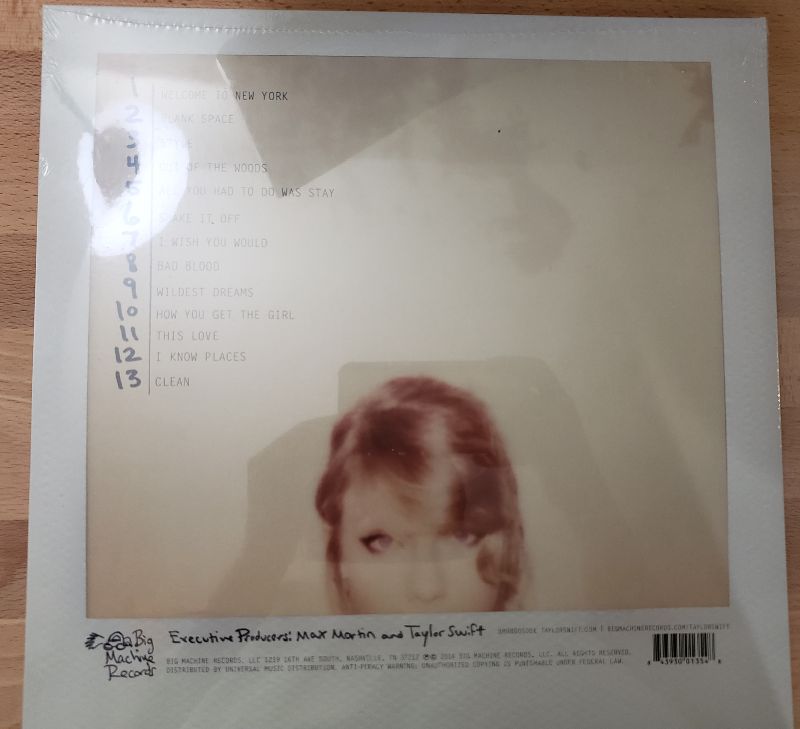 1 WELCOME TO NEW YORK
2 BLANK SPACE
3 STYLE
4 OUT OF THE WOODS
5 ALL YOU HAD TO DO WAS STAY
6 SHAKE IT OFF
7 I WISH YOU WOULD
8 BAD BLOOD
9 WILDEST DREAMS
10 HOW YOU GET THE GIRL
11 THIS LOVE
12 I KNOW PLACES
13 CLEAN
Big Machine Records
Executive Producers: Max Martin and Taylor Swift
TAYLORSWIFT.COM | BIGMACHINERECORDS.COM/TAYLORSWIFT
BIG MACHINE RECORDS, LLC 1219 16TH AVE SOUTH, NASHVILLE, TN 37212 ℗© 2014 BIG MACHINE RECORDS, LLC. ALL RIGHTS RESERVED.
DISTRIBUTED BY UNIVERSAL MUSIC DISTRIBUTION. ANTI-PIRACY WARNING: UNAUTHORIZED COPYING IS PUNISHABLE UNDER FEDERAL LAW.
8 43930 01354 8